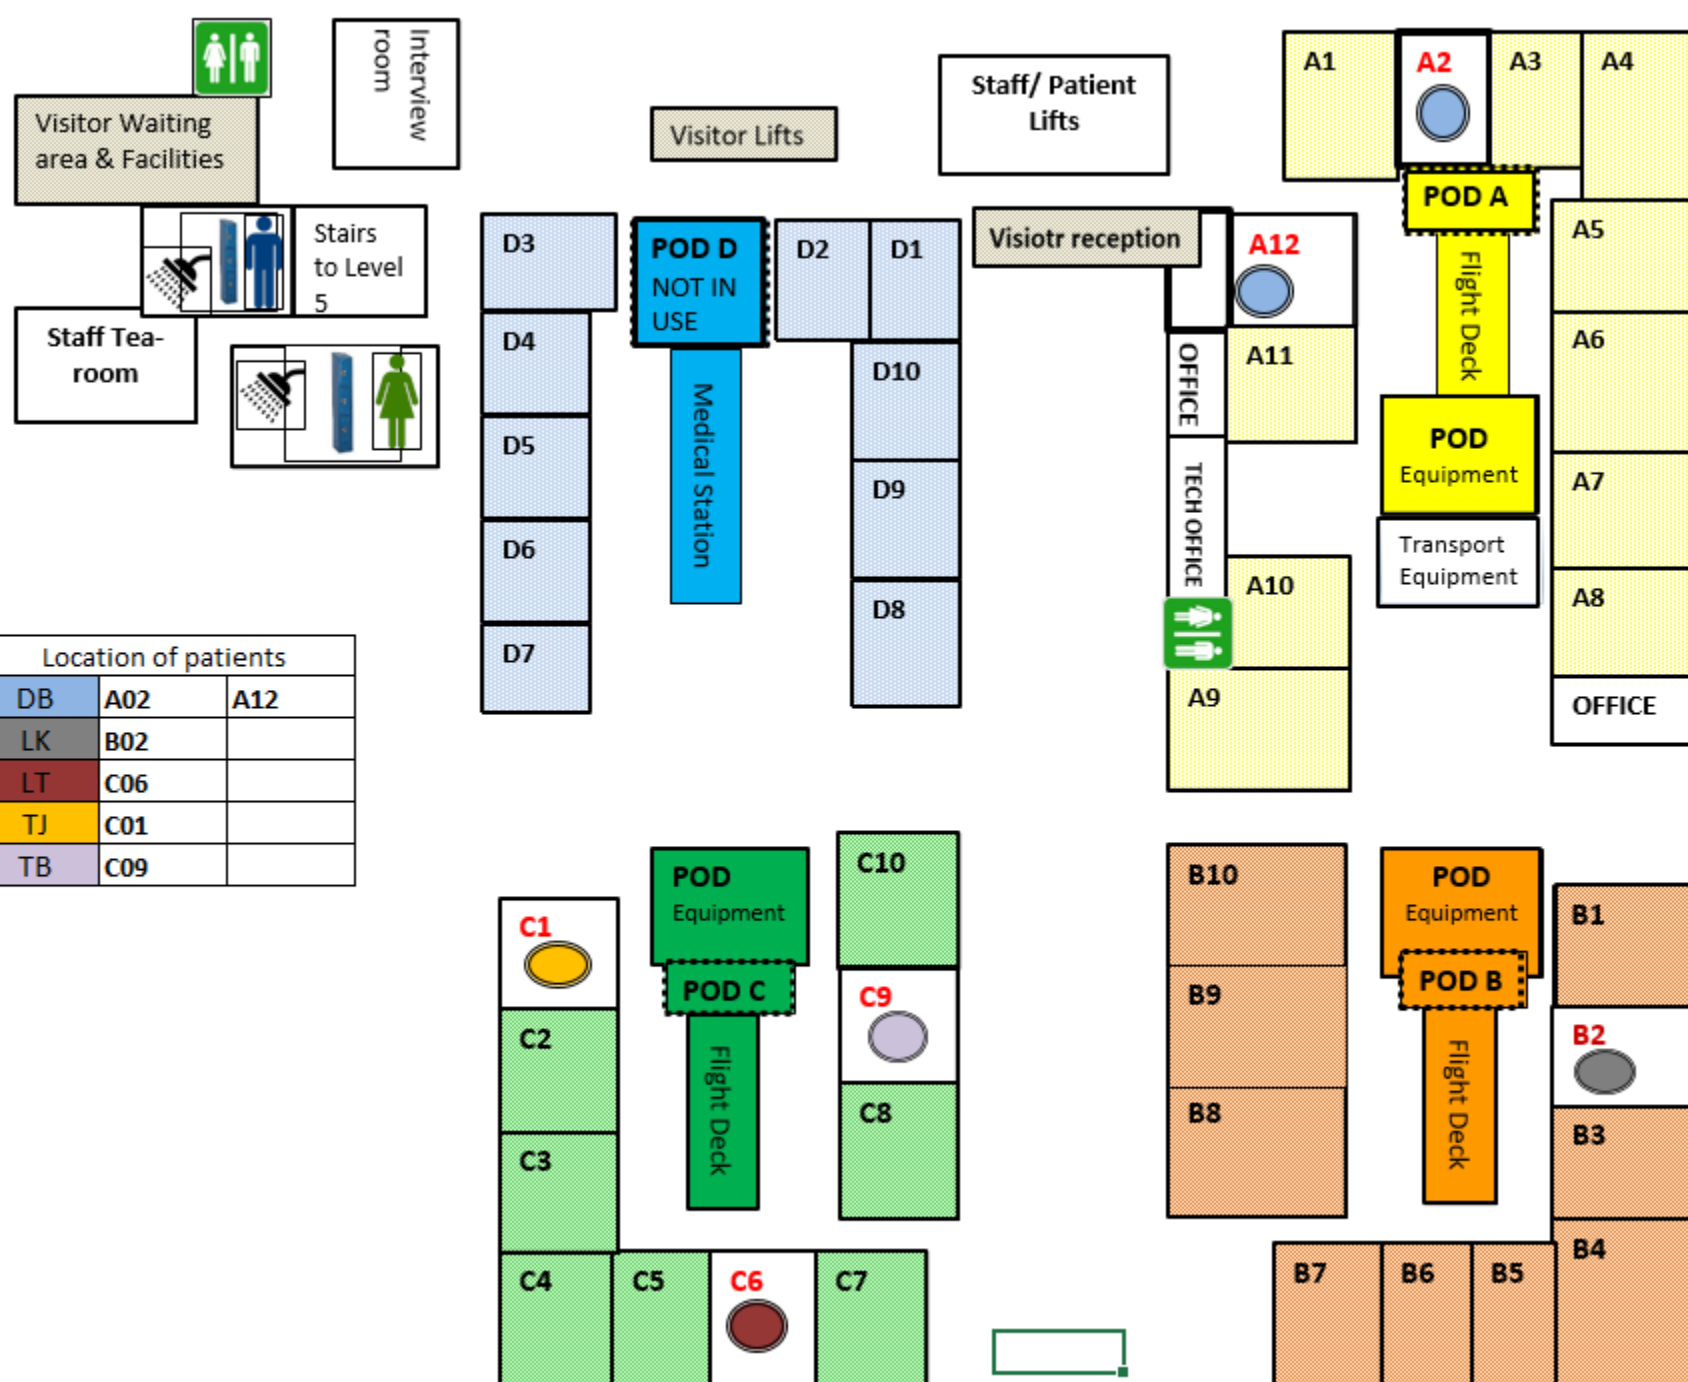 Interview
room
Visitor Waiting
area & Facilities
Visitor Lifts
Staff/ Patient
Lifts
A1
A2
A3
A4
POD A
Flight Deck
POD
Equipment
Transport
Equipment
A5
A6
A7
A8
OFFICE
Stairs
to Level
5
Staff Tea-
room
D3
D4
D5
D6
D7
POD D
NOT IN
USE
Medical Station
D2
D1
D10
D9
D8
Visiotr reception
A12
A11
OFFICE
TECH OFFICE
A10
A9
Location of patients
DB A02 A12
LK B02
LT C06
TJ C01
TB C09
C1
C2
C3
C4
C5
C6
C7
POD
Equipment
POD C
Flight Deck
C10
C9
C8
B10
B9
B8
POD
Equipment
POD B
Flight Deck
B1
B2
B3
B4
B7
B6
B5